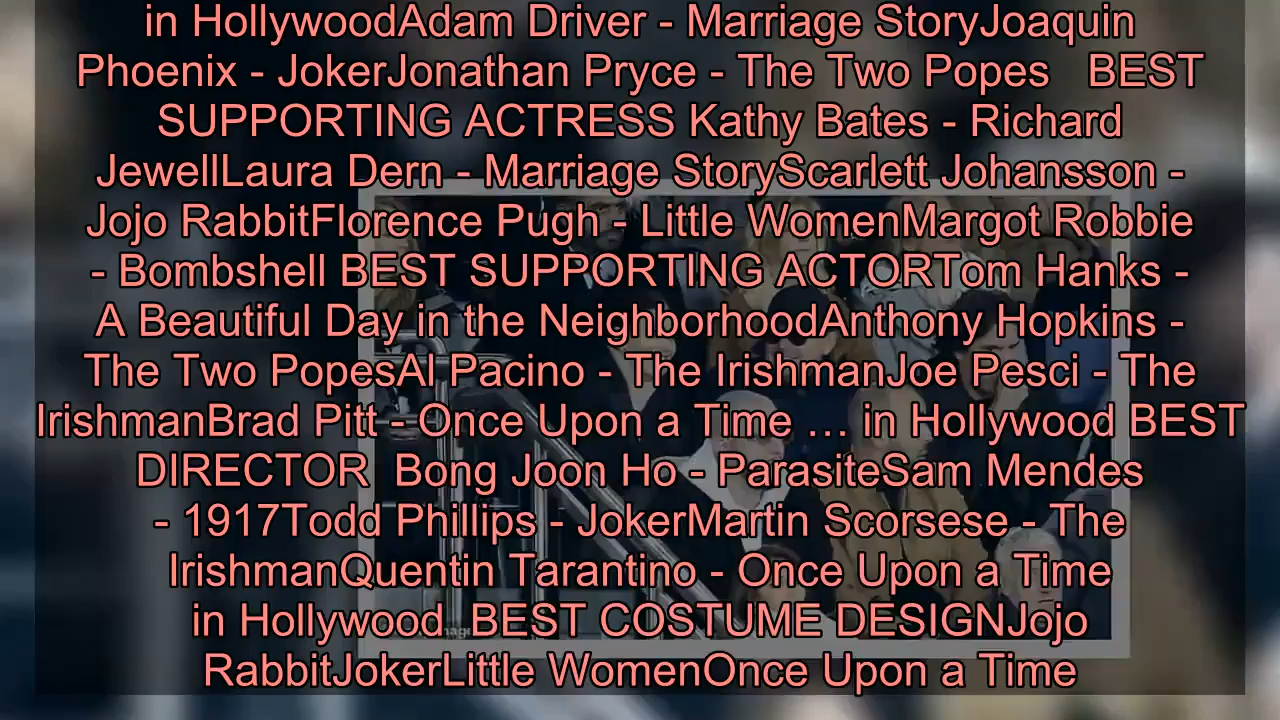 in HollywoodAdam Driver - Marriage StoryJoaquin
Phoenix - JokerJonathan Pryce - The Two Popes   BEST
SUPPORTING ACTRESS Kathy Bates - Richard
JewellLaura Dern - Marriage StoryScarlett Johansson -
Jojo RabbitFlorence Pugh - Little WomenMargot Robbie
- Bombshell BEST SUPPORTING ACTORTom Hanks -
A Beautiful Day in the NeighborhoodAnthony Hopkins -
The Two PopesAl Pacino - The IrishmanJoe Pesci - The
IrishmanBrad Pitt - Once Upon a Time … in Hollywood BEST
DIRECTOR  Bong Joon Ho - ParasiteSam Mendes
- 1917Todd Phillips - JokerMartin Scorsese - The
IrishmanQuentin Tarantino - Once Upon a Time
in Hollywood  BEST COSTUME DESIGNJojo
RabbitJokerLittle WomenOnce Upon a Time